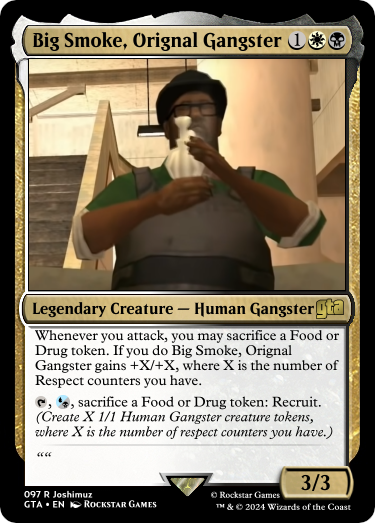 Big Smoke, Orignal Gangster 1
Legendary Creature — Human Gangster gta
Whenever you attack, you may sacrifice a Food or
Drug token. If you do Big Smoke, Orignal
Gangster gains +X/+X, where X is the number of
Respect counters you have.
, , sacrifice a Food or Drug token: Recruit.
(Create X 1/1 Human Gangster creature tokens,
where X is the number of respect counters you have.)
““
3/3
097 R Joshimuz
GTA • EN Rockstar Games
© Rockstar Games
™ & © 2024 Wizards of the Coast